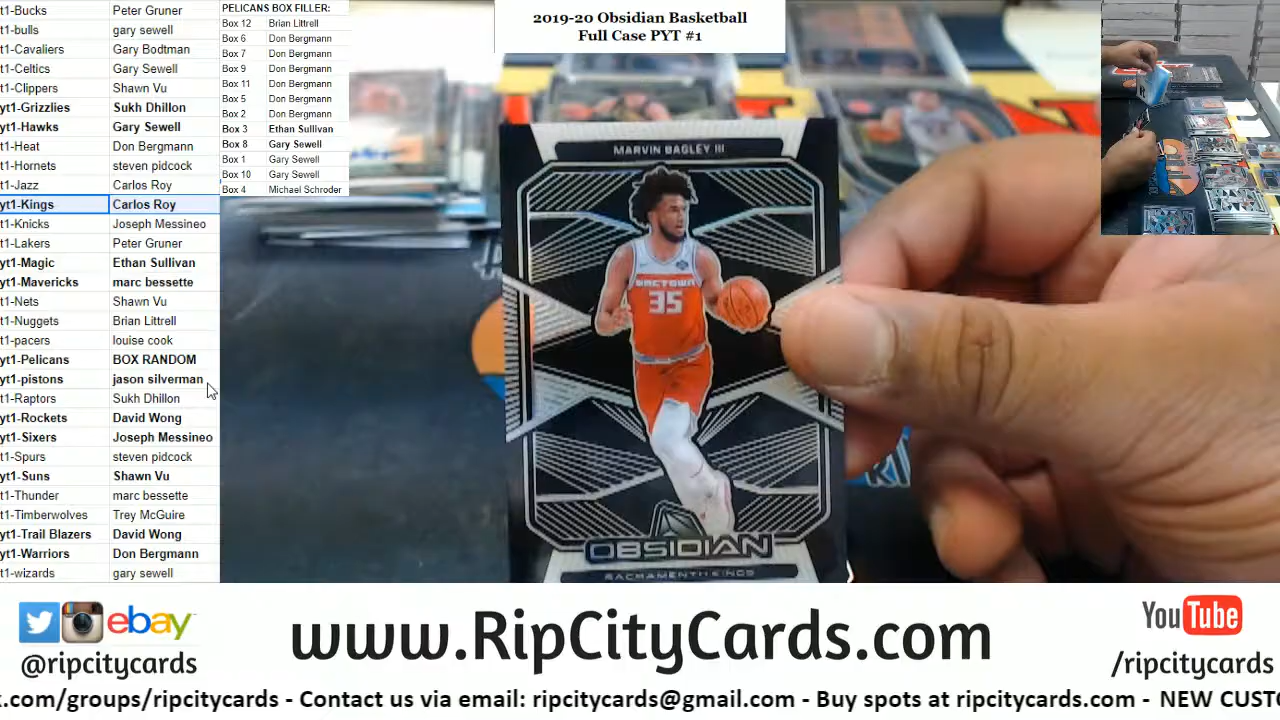 t1-Bucks Peter Gruner
t1-bulls gary sewell
t1-Cavaliers Gary Bodtman
t1-Celtics Gary Sewell
t1-Clippers Shawn Vu
yt1-Grizzlies Sukh Dhillon
yt1-Hawks Gary Sewell
t1-Heat Don Bergmann
t1-Hornets steven pidcock
t1-Jazz Carlos Roy
yt1-Kings Carlos Roy
t1-Knicks Joseph Messineo
t1-Lakers Peter Gruner
yt1-Magic Ethan Sullivan
yt1-Mavericks marc bessette
t1-Nets Shawn Vu
t1-Nuggets Brian Littrell
t1-pacers louise cook
yt1-Pelicans BOX RANDOM
yt1-pistons jason silverman
t1-Raptors Sukh Dhillon
yt1-Rockets David Wong
yt1-Sixers Joseph Messineo
t1-Spurs steven pidcock
yt1-Suns Shawn Vu
t1-Thunder marc bessette
t1-Timberwolves Trey McGuire
yt1-Trail Blazers David Wong
yt1-Warriors Don Bergmann
t1-wizards gary sewell
PELICANS BOX FILLER:
Box 12 Brian Littrell
Box 6 Don Bergmann
Box 7 Don Bergmann
Box 9 Don Bergmann
Box 11 Don Bergmann
Box 5 Don Bergmann
Box 2 Don Bergmann
Box 3 Ethan Sullivan
Box 8 Gary Sewell
Box 1 Gary Sewell
Box 10 Gary Sewell
Box 4 Michael Schroder
2019-20 Obsidian Basketball
Full Case PYT #1
MARVIN BAGLEY III
SACTOWN
35
OBSIDIAN
SACRAMENTO KINGS
ebay
@ripcitycards
www.RipCityCards.com
YouTube
/ripcitycards
k.com/groups/ripcitycards - Contact us via email: ripcitycards@gmail.com - Buy spots at ripcitycards.com - NEW CUSTO